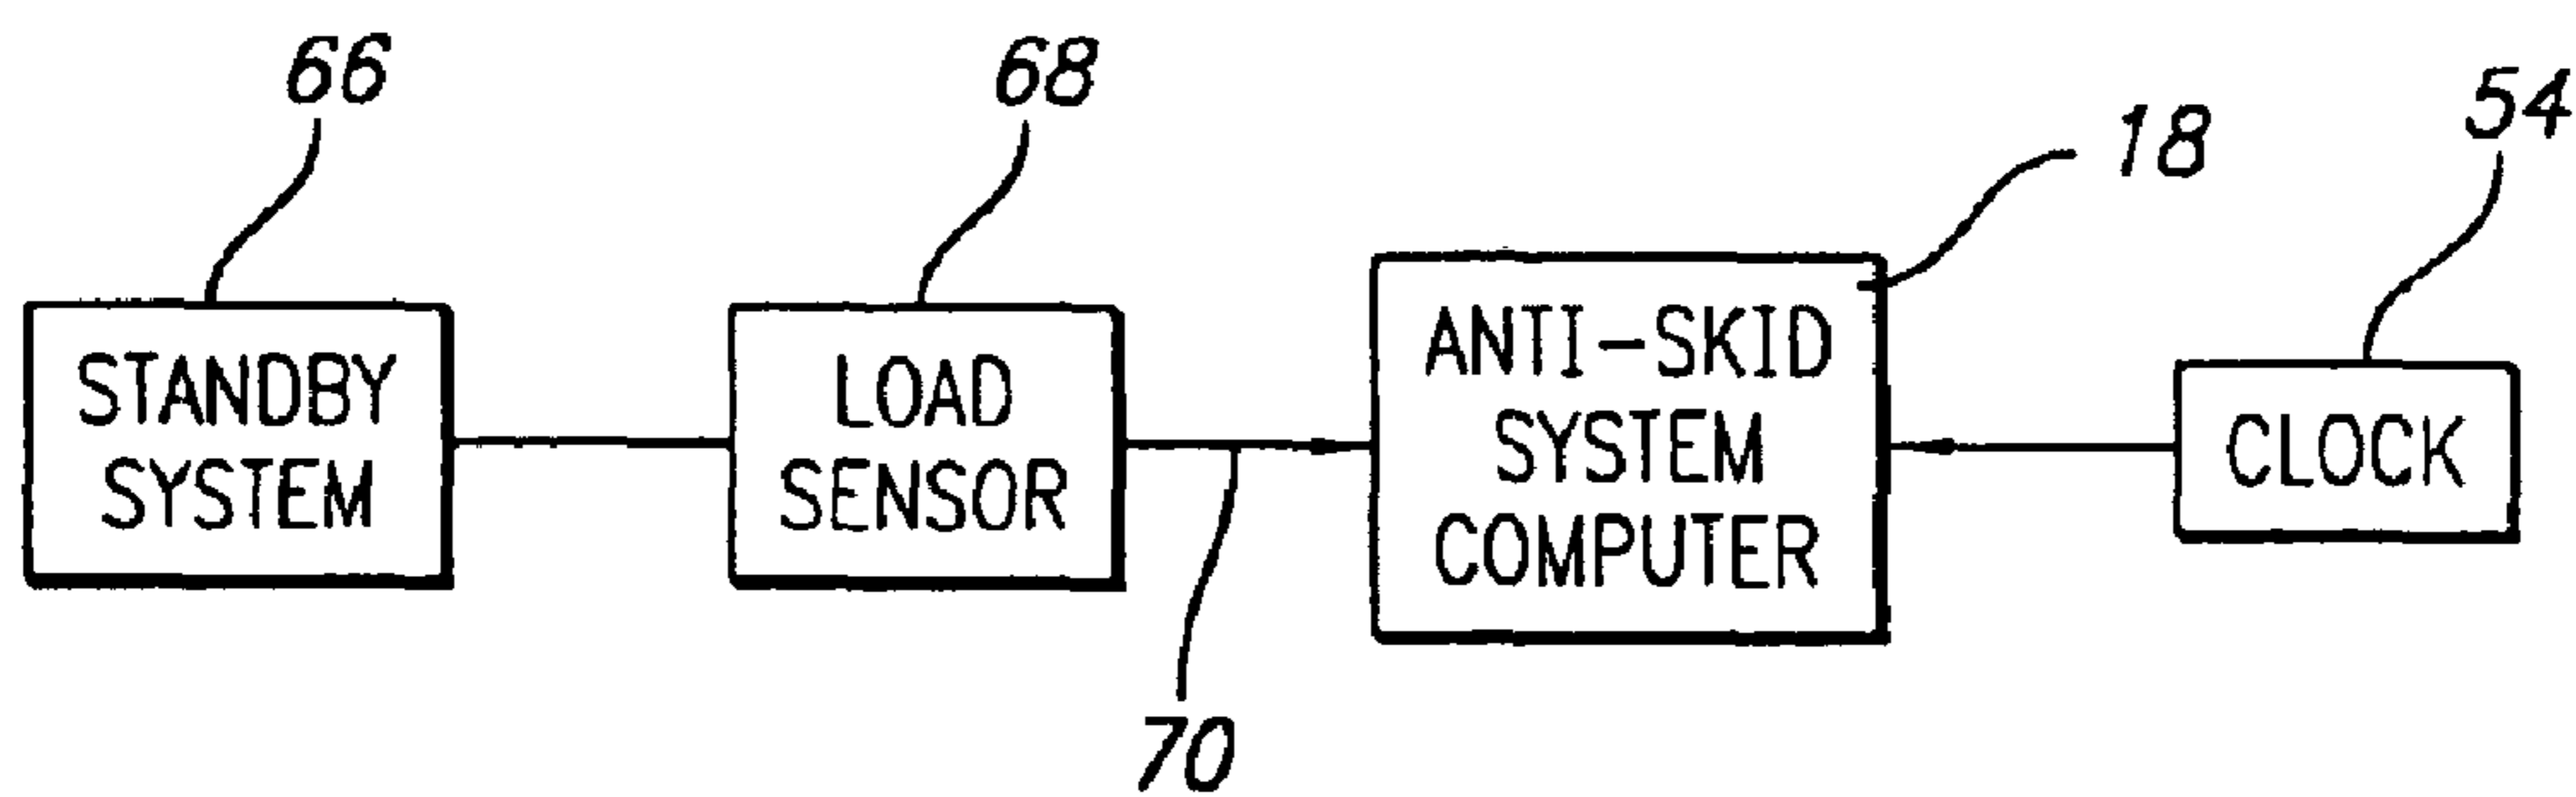 66
68
18
54
STANDBY
SYSTEM
LOAD
SENSOR
ANTI-SKID
SYSTEM
COMPUTER
CLOCK
70